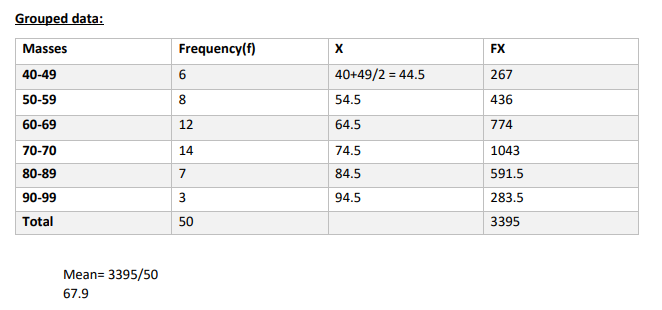 Grouped data:
Masses Frequency(f) X FX
40-49 6 40+49/2 = 44.5 267
50-59 8 54.5 436
60-69 12 64.5 774
70-70 14 74.5 1043
80-89 7 84.5 591.5
90-99 3 94.5 283.5
Total 50 3395
Mean= 3395/50
67.9